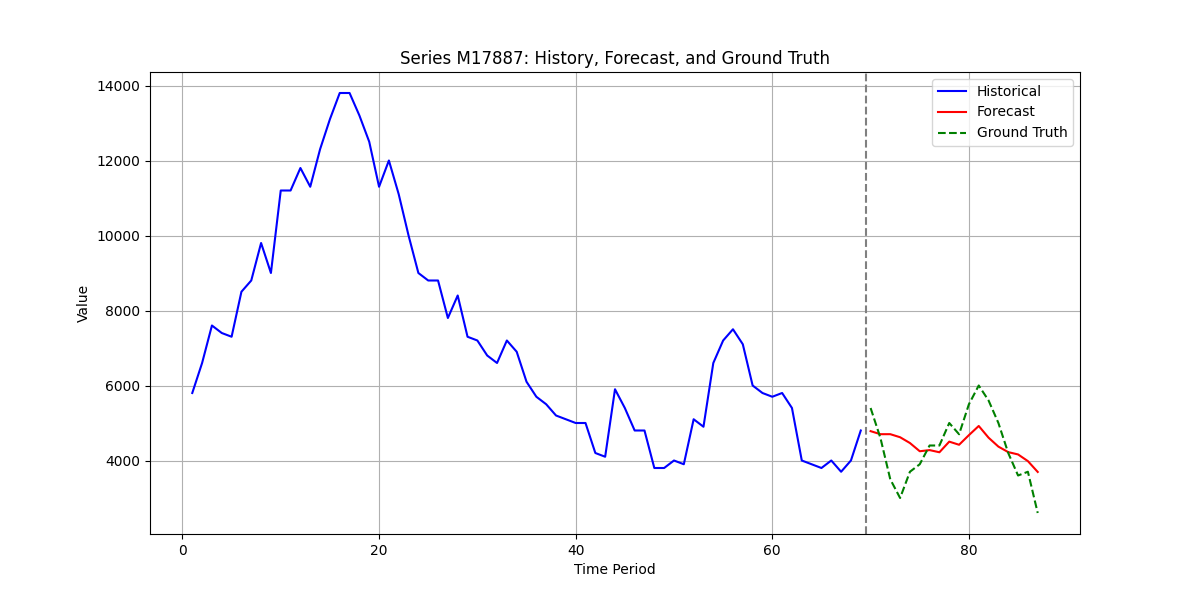 Series M17887: History, Forecast, and Ground Truth
Historical
Forecast
Ground Truth
14000
12000
10000
8000
6000
4000
Value
0
20
40
60
80
Time Period